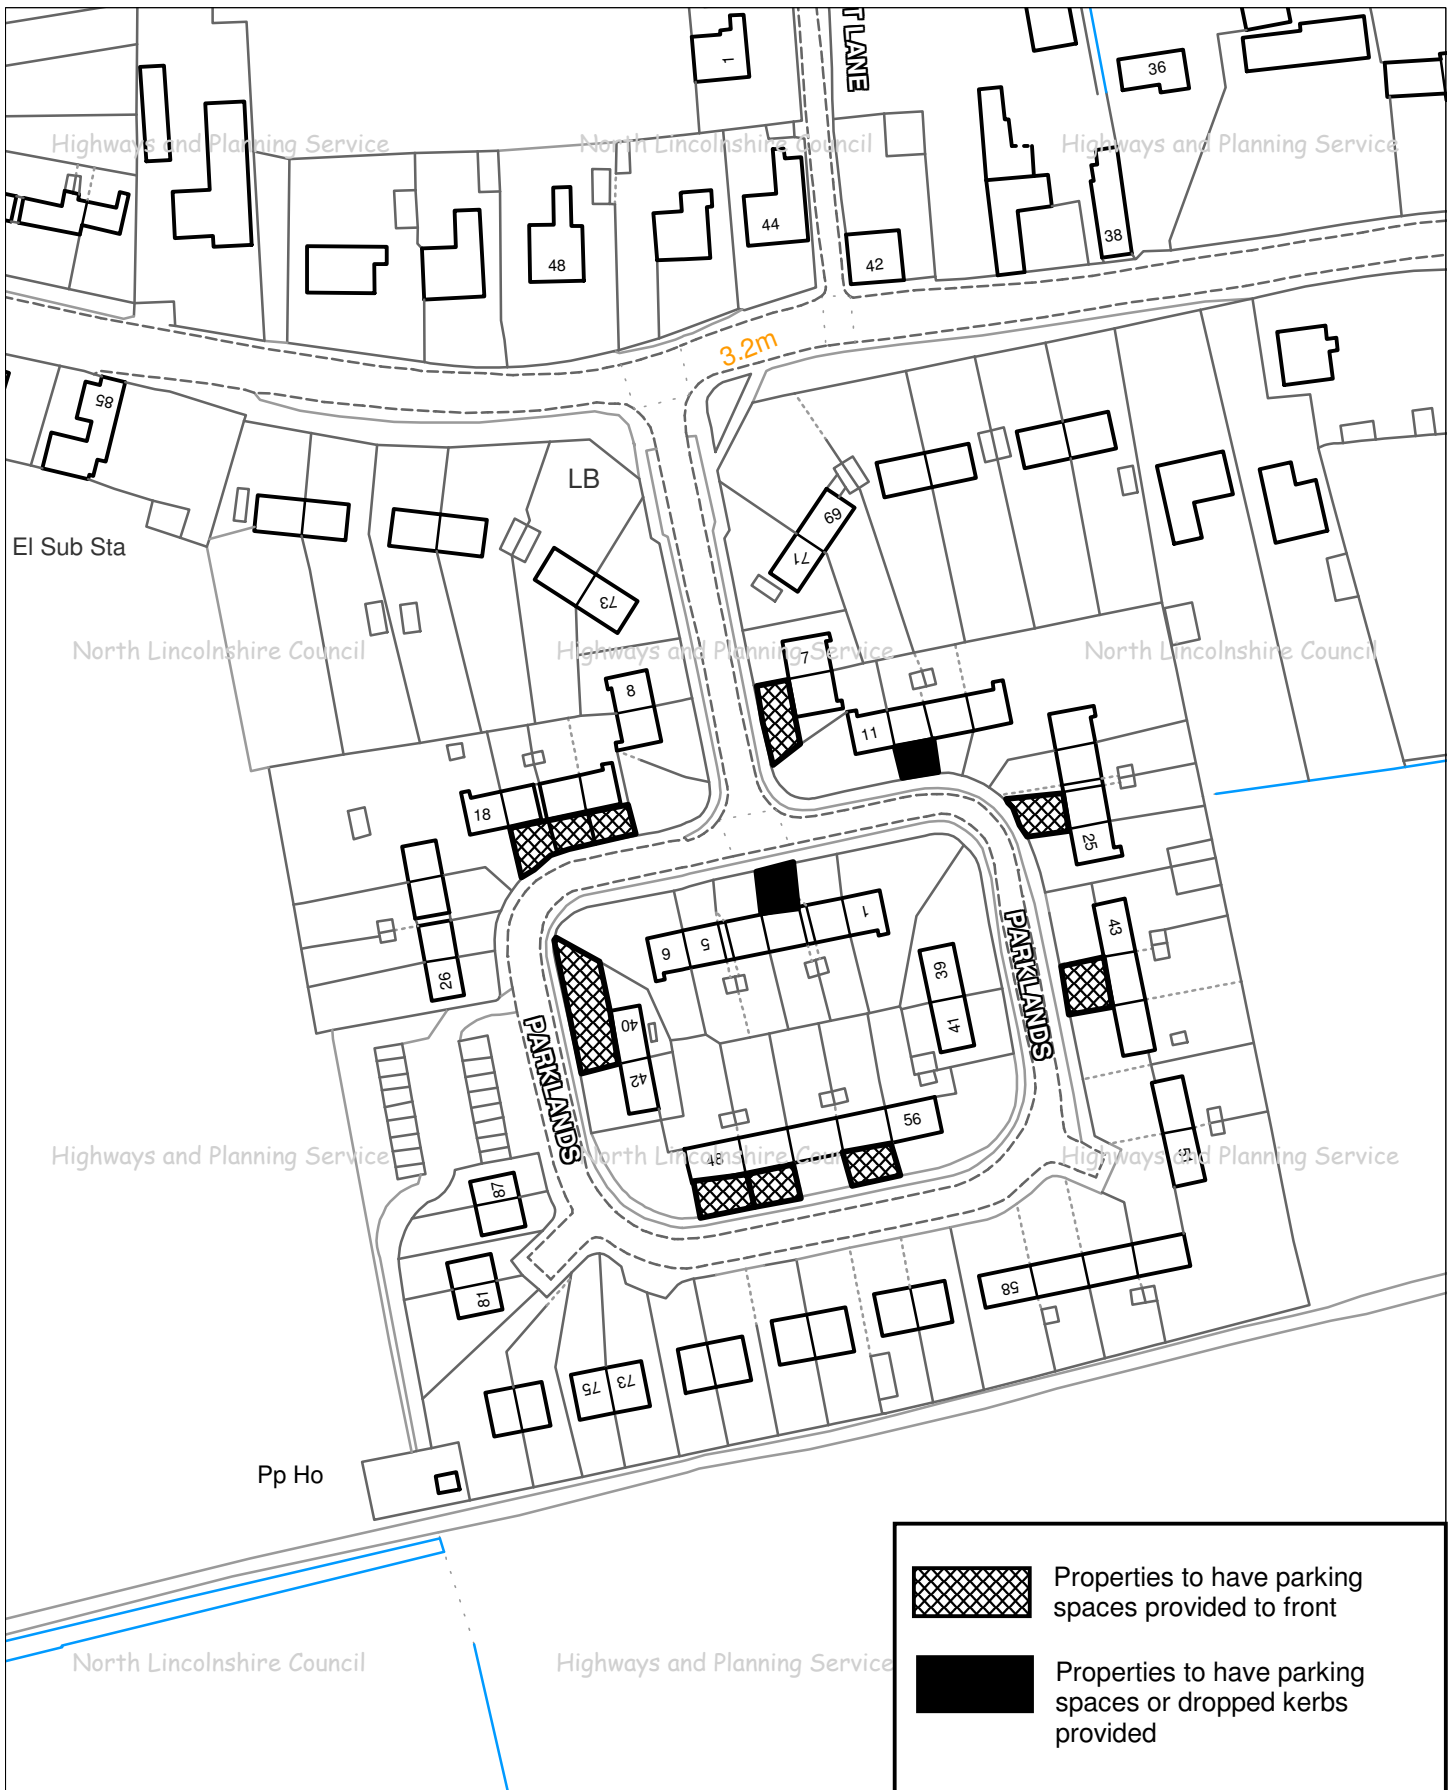 T LANE
1
36
Highways and Planning Service
North Lincolnshire Council
Highways and Planning Service
44
38
48
42
3.2m
85
LB
69
El Sub Sta
71
73
North Lincolnshire Council
Highways and Planning Service
North Lincolnshire Council
7
8
11
18
25
1
5
6
43
39
26
PARKLANDS
40
41
PARKLANDS
42
56
48
Highways and Planning Service
North Lincolnshire Council
Highways and Planning Service
51
87
58
81
75
73
Pp Ho
Properties to have parking
spaces provided to front
North Lincolnshire Council
Highways and Planning Service
Properties to have parking
spaces or dropped kerbs
provided